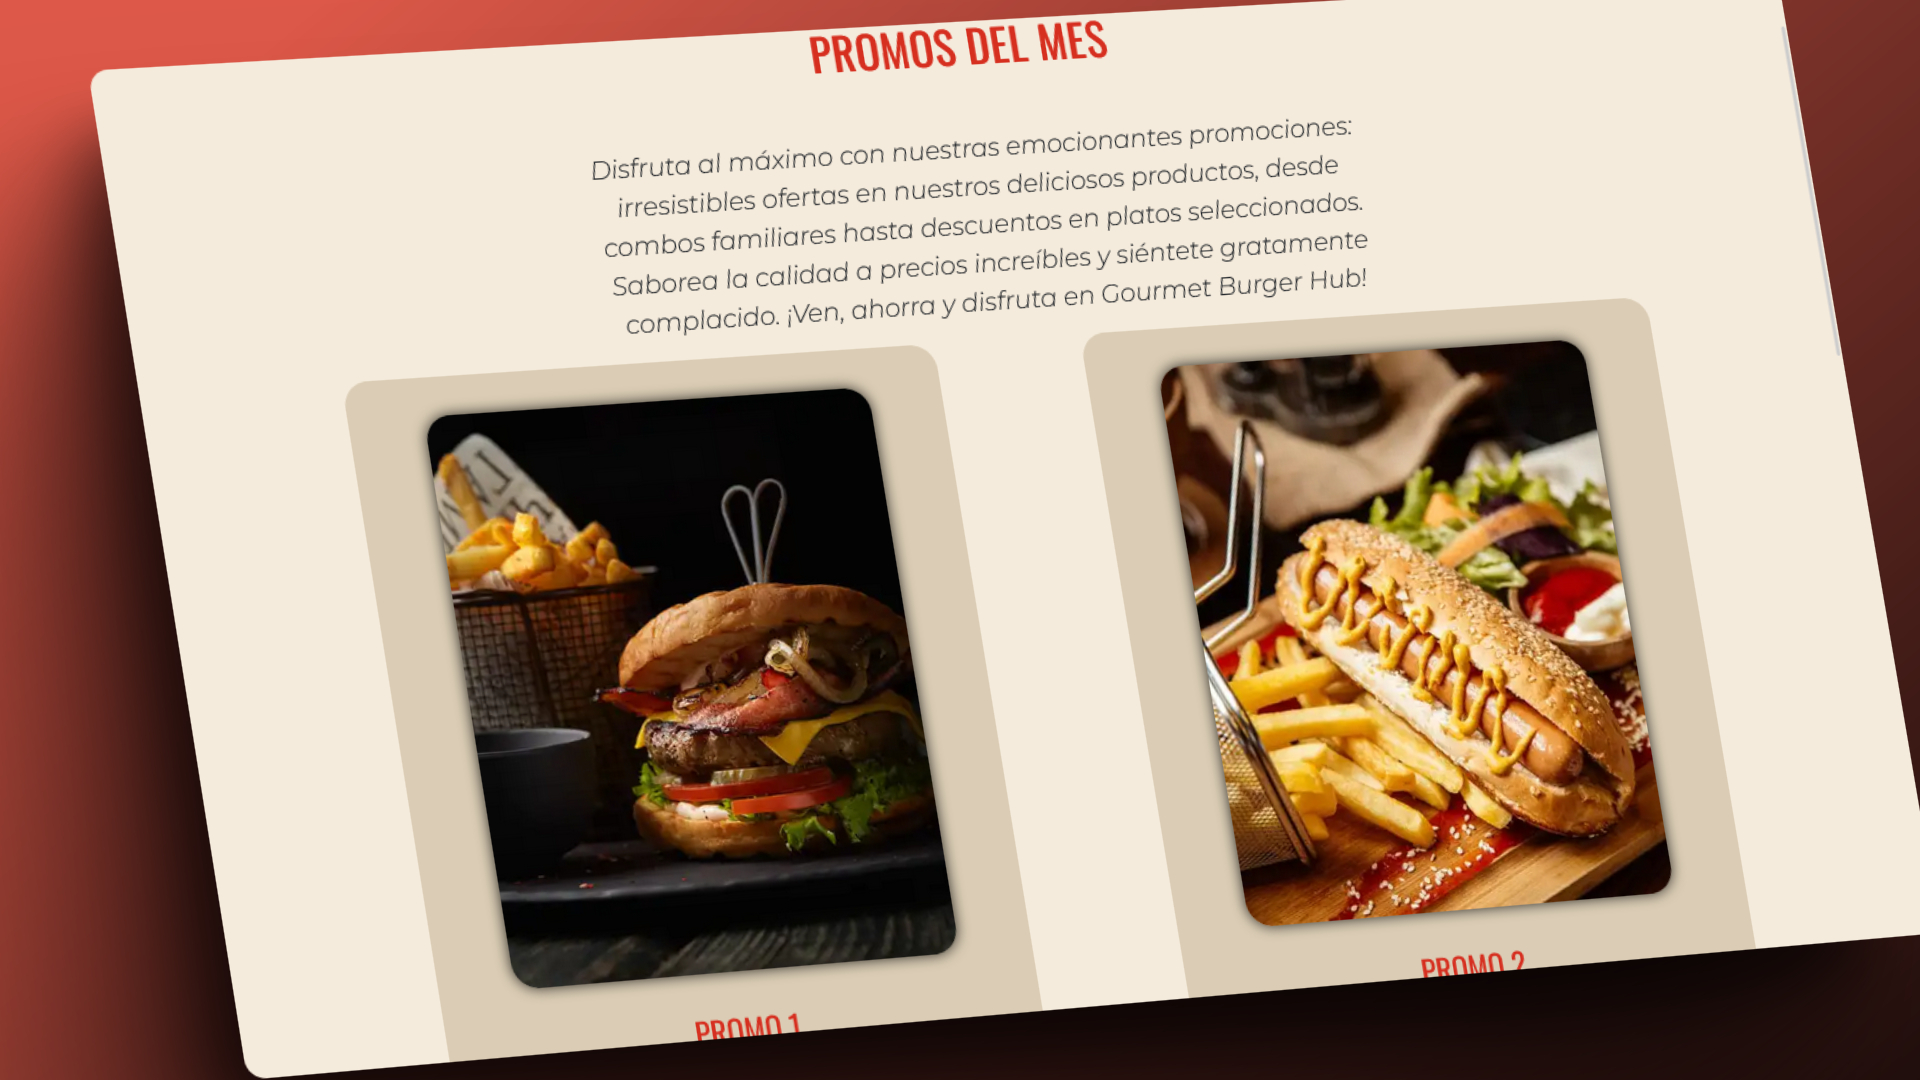 PROMOS DEL MES
Disfruta al máximo con nuestras emocionantes promociones:
irresistibles ofertas en nuestros deliciosos productos, desde
combos familiares hasta descuentos en platos seleccionados.
Saborea la calidad a precios increíbles y siéntete gratamente
complacido. ¡Ven, ahorra y disfruta en Gourmet Burger Hub!
PROMO 1
PROMO 2